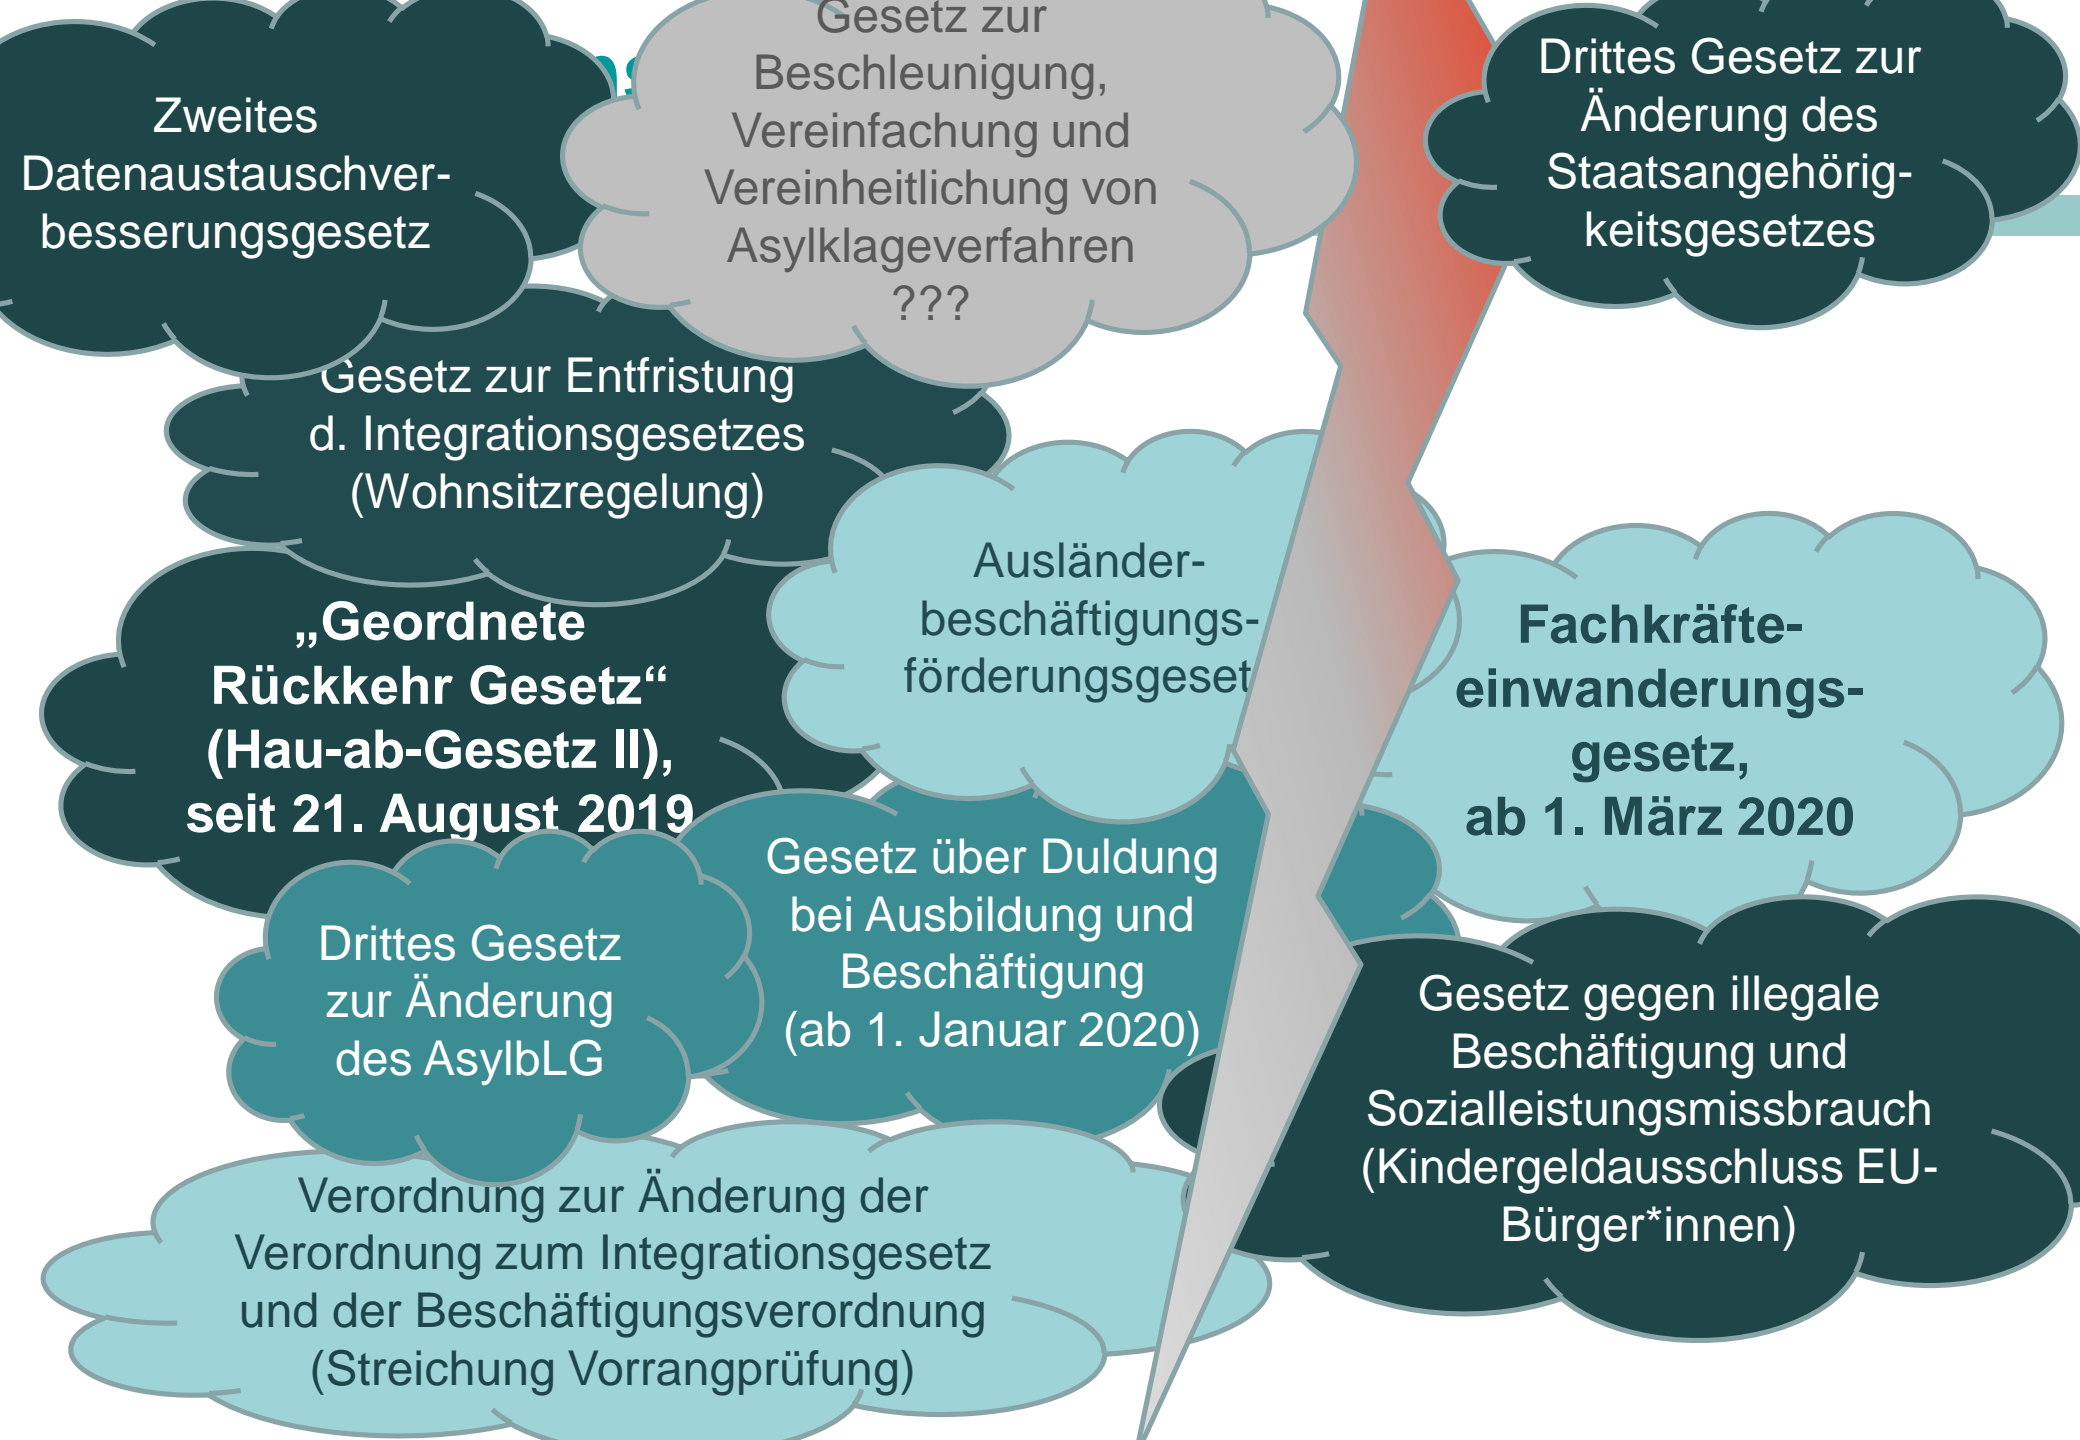 Zweites
Datenaustauschver-
besserungsgesetz
Gesetz zur
Beschleunigung,
Vereinfachung und
Vereinheitlichung von
Asylklageverfahren
???
Drittes Gesetz zur
Änderung des
Staatsangehörig-
keitsgesetzes
Gesetz zur Entfristung
d. Integrationsgesetzes
(Wohnsitzregelung)
Ausländer-
beschäftigungs-
förderungsgeset
„Geordnete
Rückkehr Gesetz“
(Hau-ab-Gesetz II),
seit 21. August 2019
Fachkräfte-
einwanderungs-
gesetz,
ab 1. März 2020
Gesetz über Duldung
bei Ausbildung und
Beschäftigung
(ab 1. Januar 2020)
Drittes Gesetz
zur Änderung
des AsylbLG
Gesetz gegen illegale
Beschäftigung und
Sozialleistungsmissbrauch
(Kindergeldausschluss EU-
Bürger*innen)
Verordnung zur Änderung der
Verordnung zum Integrationsgesetz
und der Beschäftigungsverordnung
(Streichung Vorrangprüfung)